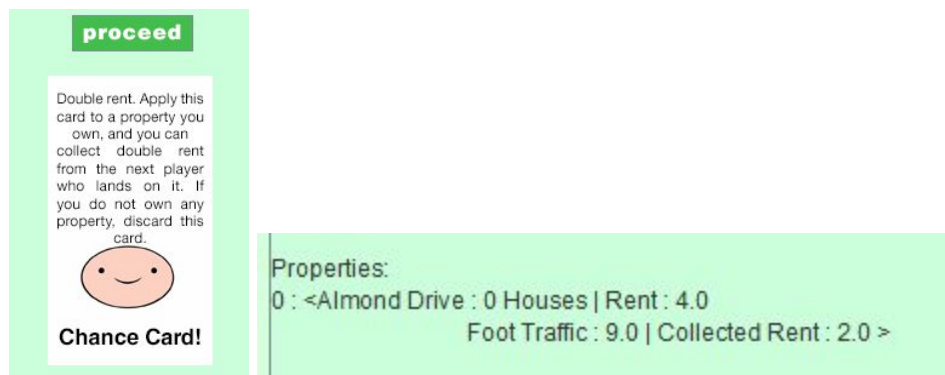 proceed
Double rent. Apply this
card to a property you
own, and you can
collect double rent
from the next player
who lands on it. If
you do not own any
property, discard this
card.
Chance Card!
Properties:
0 : <Almond Drive : 0 Houses | Rent : 4.0
Foot Traffic : 9.0 | Collected Rent : 2.0 >